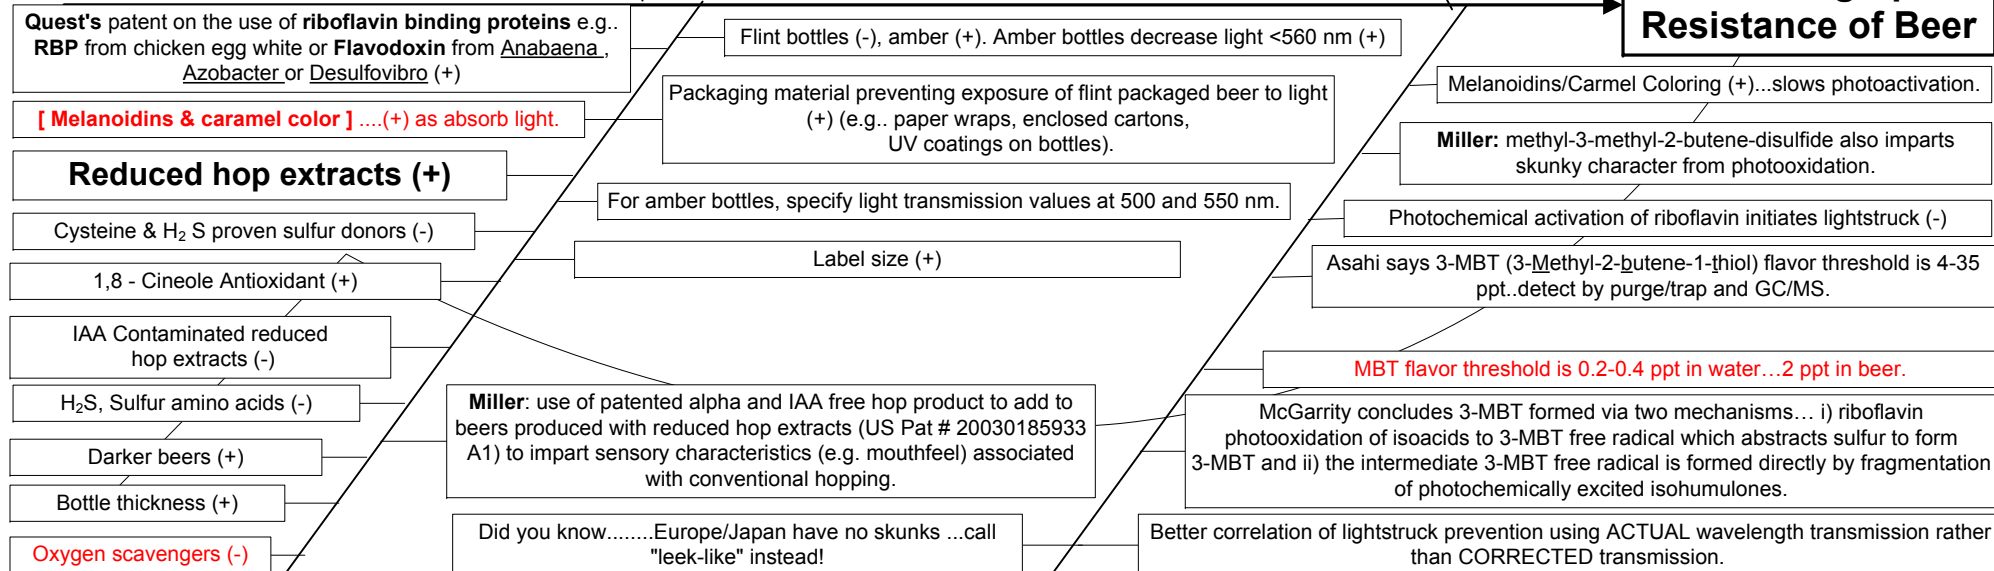 Quest's patent on the use of riboflavin binding proteins e.g..
RBP from chicken egg white or Flavodoxin from Anabaena ,
Azobacter or Desulfovibro (+)
[ Melanoidins & caramel color ] ....(+) as absorb light.
Reduced hop extracts (+)
Cysteine & H2 S proven sulfur donors (-)
1,8 - Cineole Antioxidant (+)
IAA Contaminated reduced
hop extracts (-)
H2S, Sulfur amino acids (-)
Darker beers (+)
Bottle thickness (+)
Oxygen scavengers (-)
Flint bottles (-), amber (+). Amber bottles decrease light <560 nm (+)
Packaging material preventing exposure of flint packaged beer to light
(+) (e.g.. paper wraps, enclosed cartons,
UV coatings on bottles).
For amber bottles, specify light transmission values at 500 and 550 nm.
Label size (+)
Miller: use of patented alpha and IAA free hop product to add to
beers produced with reduced hop extracts (US Pat # 20030185933
A1) to impart sensory characteristics (e.g. mouthfeel) associated
with conventional hopping.
Did you know........Europe/Japan have no skunks ...call
"leek-like" instead!
Resistance of Beer
Melanoidins/Carmel Coloring (+)...slows photoactivation.
Miller: methyl-3-methyl-2-butene-disulfide also imparts
skunky character from photooxidation.
Photochemical activation of riboflavin initiates lightstruck (-)
Asahi says 3-MBT (3-Methyl-2-butene-1-thiol) flavor threshold is 4-35
ppt..detect by purge/trap and GC/MS.
MBT flavor threshold is 0.2-0.4 ppt in water...2 ppt in beer.
McGarrity concludes 3-MBT formed via two mechanisms... i) riboflavin
photooxidation of isoacids to 3-MBT free radical which abstracts sulfur to form
3-MBT and ii) the intermediate 3-MBT free radical is formed directly by fragmentation
of photochemically excited isohumulones.
Better correlation of lightstruck prevention using ACTUAL wavelength transmission rather
than CORRECTED transmission.